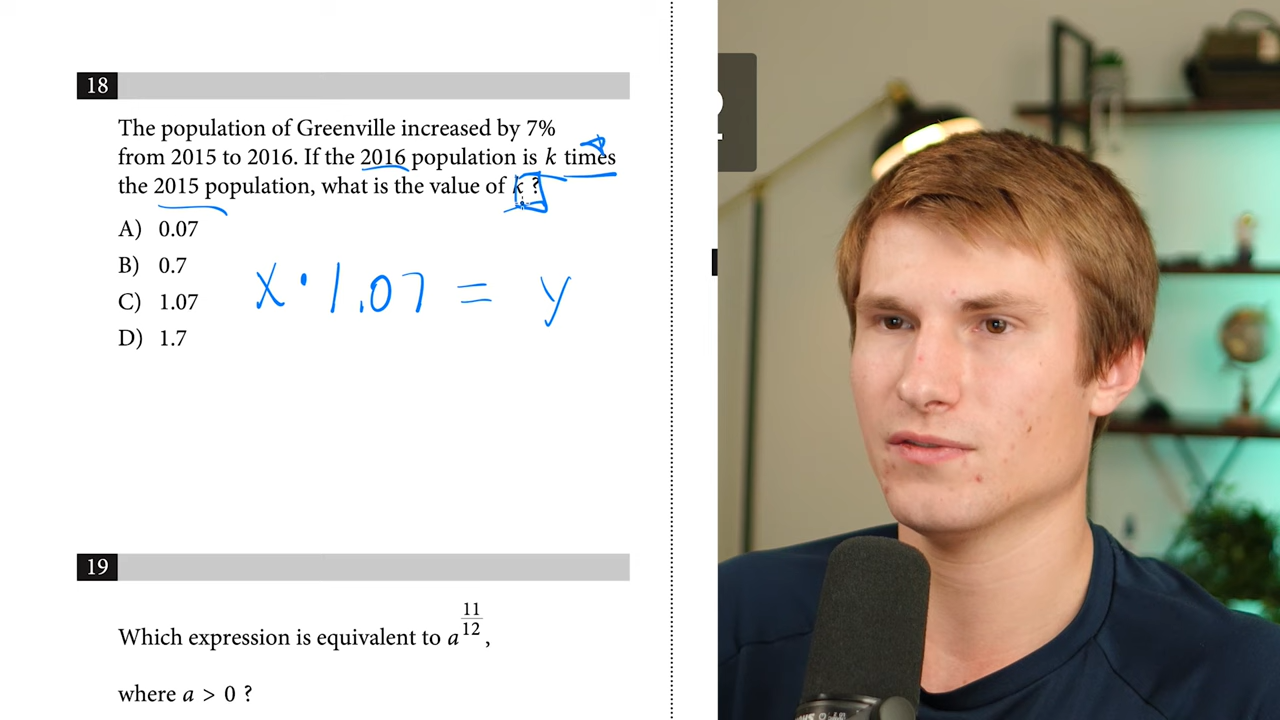 18
The population of Greenville increased by 7%
from 2015 to 2016. If the 2016 population is k times
the 2015 population, what is the value of k ?
A) 0.07
B) 0.7
C) 1.07
D) 1.7
x · 1.07 = y
19
Which expression is equivalent to a^{11/12},
where a > 0 ?